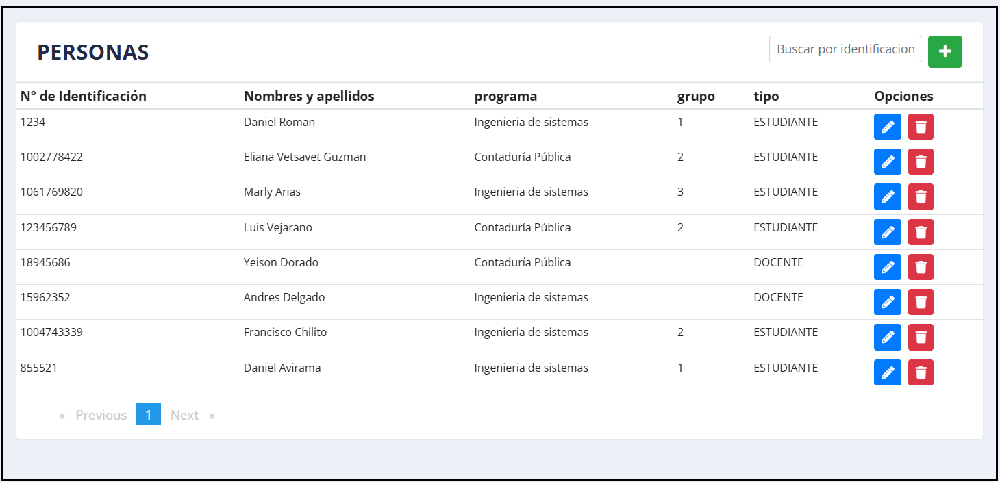 PERSONAS
Buscar por identificacion
N° de Identificación Nombres y apellidos programa grupo tipo Opciones
1234 Daniel Roman Ingenieria de sistemas 1 ESTUDIANTE
1002778422 Eliana Vetsavet Guzman Contaduría Pública 2 ESTUDIANTE
1061769820 Marly Arias Ingenieria de sistemas 3 ESTUDIANTE
123456789 Luis Vejarano Contaduría Pública 2 ESTUDIANTE
18945686 Yeison Dorado Contaduría Pública DOCENTE
15962352 Andres Delgado Ingenieria de sistemas DOCENTE
1004743339 Francisco Chilito Ingenieria de sistemas 2 ESTUDIANTE
855521 Daniel Avirama Ingenieria de sistemas 1 ESTUDIANTE
« Previous 1 Next »